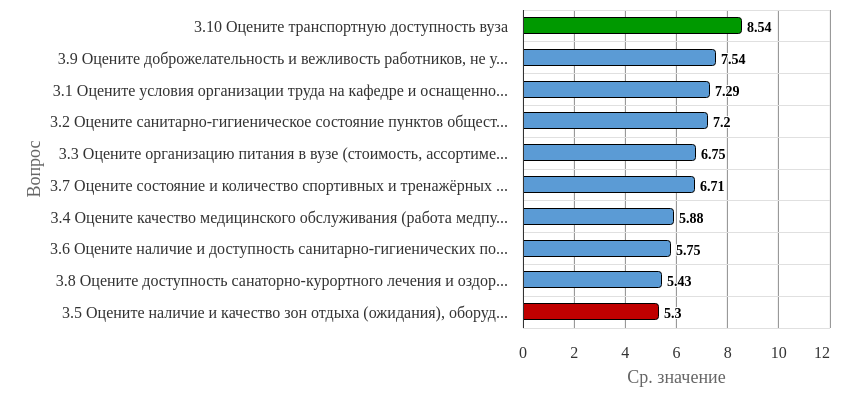 3.10 Оцените транспортную доступность вуза 8.54
3.9 Оцените доброжелательность и вежливость работников, не у... 7.54
3.1 Оцените условия организации труда на кафедре и оснащенно... 7.29
3.2 Оцените санитарно-гигиеническое состояние пунктов общест... 7.2
3.3 Оцените организацию питания в вузе (стоимость, ассортиме... 6.75
3.7 Оцените состояние и количество спортивных и тренажёрных ... 6.71
3.4 Оцените качество медицинского обслуживания (работа медпу... 5.88
3.6 Оцените наличие и доступность санитарно-гигиенических по... 5.75
3.8 Оцените доступность санаторно-курортного лечения и оздор... 5.43
3.5 Оцените наличие и качество зон отдыха (ожидания), оборуд... 5.3
Вопрос
0 2 4 6 8 10 12
Ср. значение